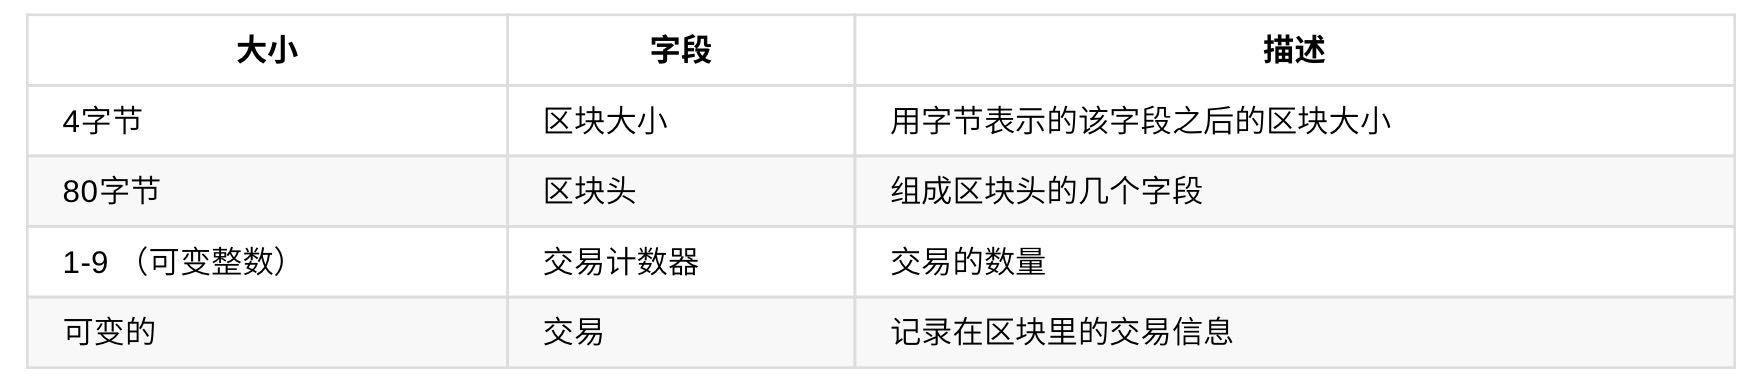 大小 字段 描述
4字节 区块大小 用字节表示的该字段之后的区块大小
80字节 区块头 组成区块头的几个字段
1-9 （可变整数） 交易计数器 交易的数量
可变的 交易 记录在区块里的交易信息